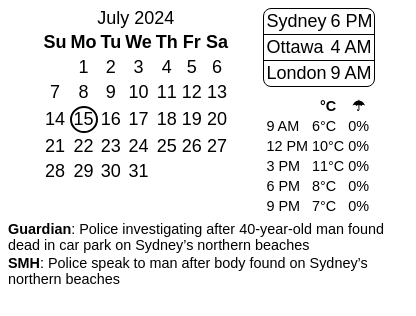 July 2024
Su Mo Tu We Th Fr Sa
1 2 3 4 5 6
7 8 9 10 11 12 13
14 15 16 17 18 19 20
21 22 23 24 25 26 27
28 29 30 31
Sydney 6 PM
Ottawa 4 AM
London 9 AM
°C ☂
9 AM 6°C 0%
12 PM 10°C 0%
3 PM 11°C 0%
6 PM 8°C 0%
9 PM 7°C 0%
Guardian: Police investigating after 40-year-old man found
dead in car park on Sydney’s northern beaches
SMH: Police speak to man after body found on Sydney’s
northern beaches